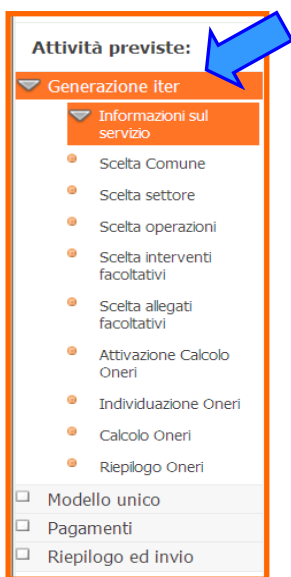 Attività previste:
Generazione iter
Informazioni sul
servizio
Scelta Comune
Scelta settore
Scelta operazioni
Scelta interventi
facoltativi
Scelta allegati
facoltativi
Attivazione Calcolo
Oneri
Individuazione Oneri
Calcolo Oneri
Riepilogo Oneri
Modello unico
Pagamenti
Riepilogo ed invio